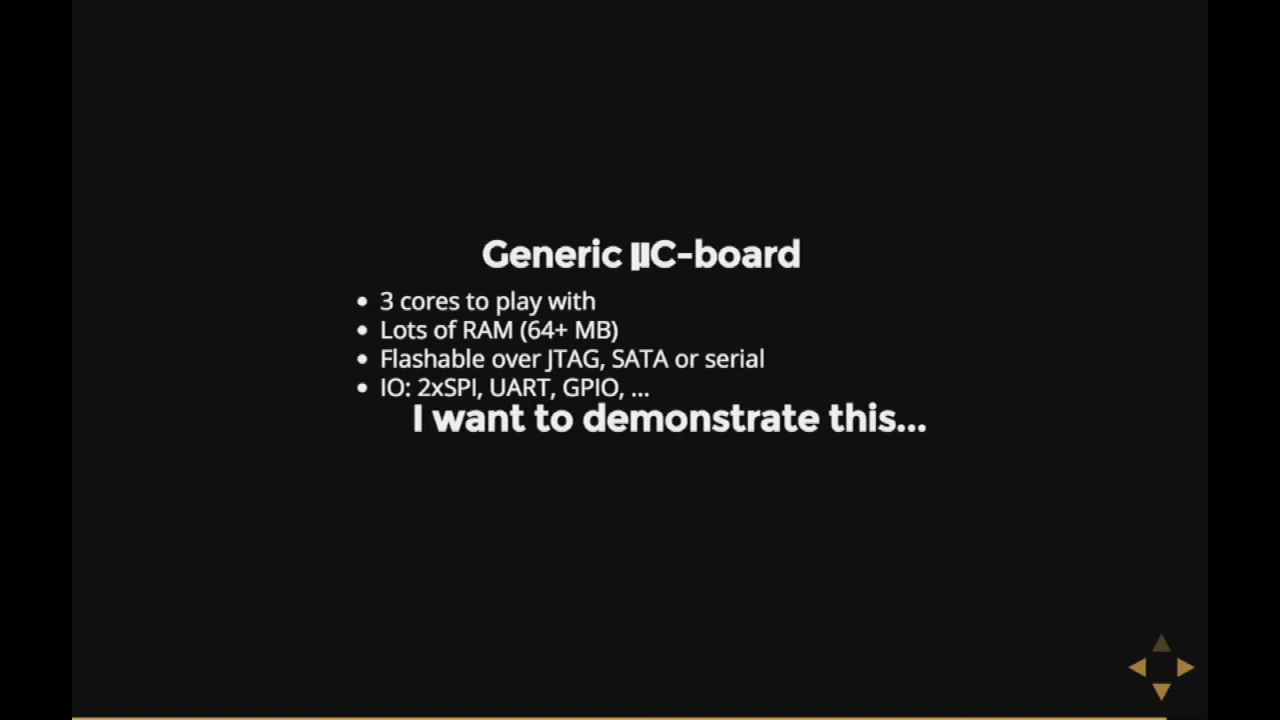 Generic µC-board
• 3 cores to play with
• Lots of RAM (64+ MB)
• Flashable over JTAG, SATA or serial
• IO: 2xSPI, UART, GPIO, ...
I want to demonstrate this...